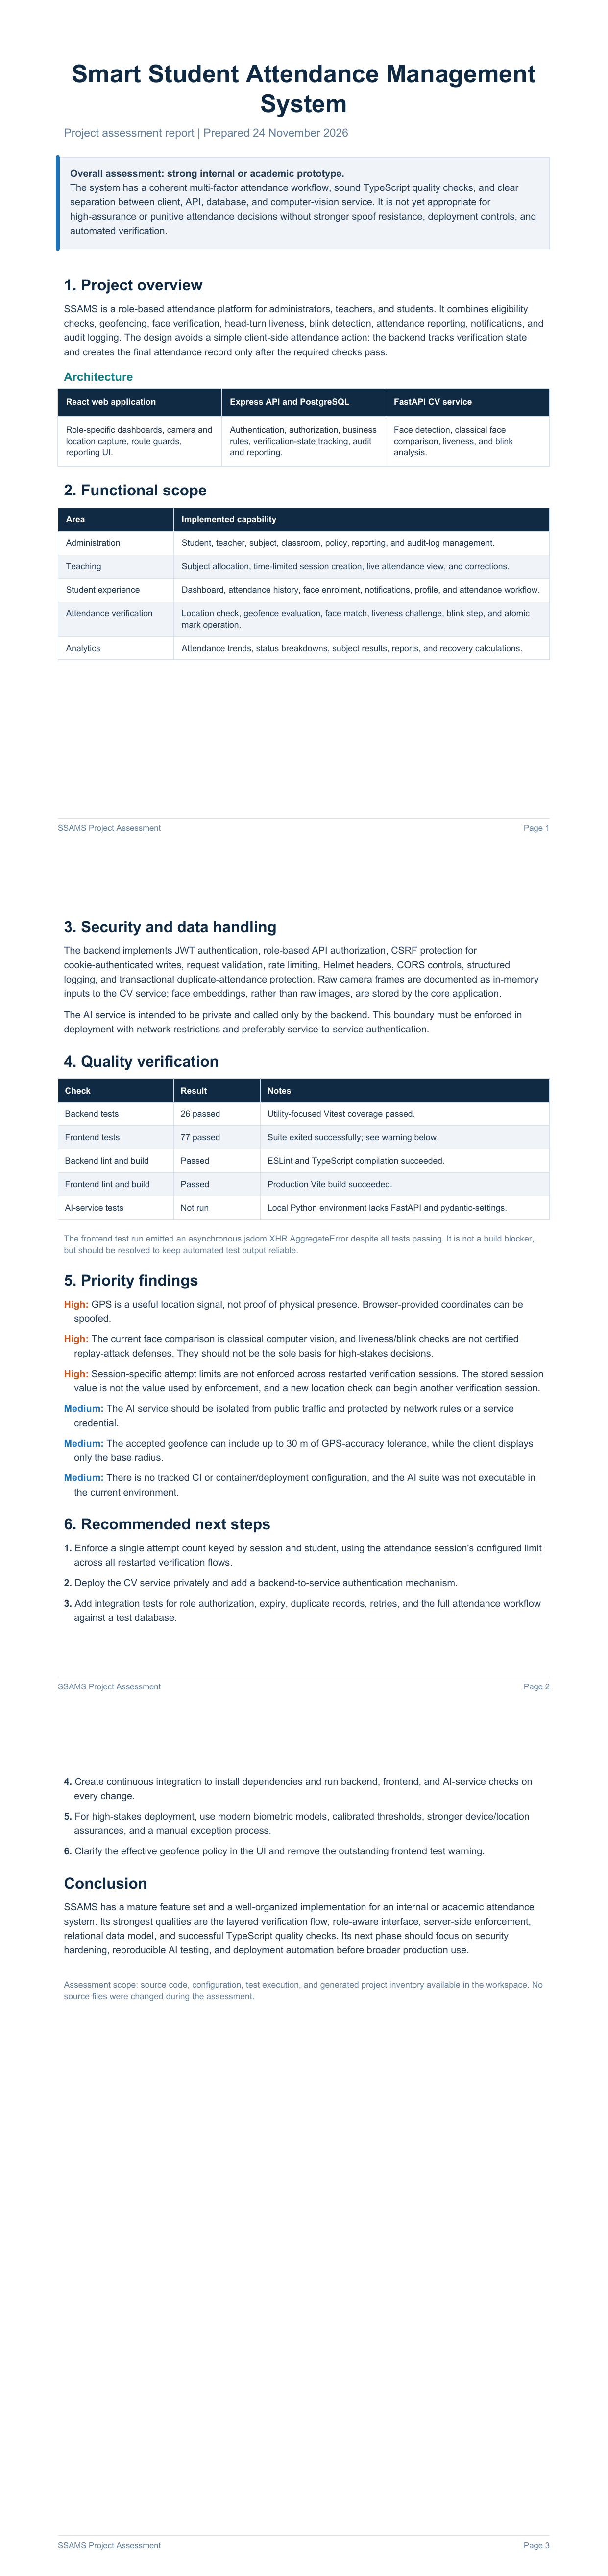 Smart Student Attendance Management
System
Project assessment report | Prepared 24 November 2026
Overall assessment: strong internal or academic prototype.
The system has a coherent multi-factor attendance workflow, sound TypeScript quality checks, and clear
separation between client, API, database, and computer-vision service. It is not yet appropriate for
high-assurance or punitive attendance decisions without stronger spoof resistance, deployment controls, and
automated verification.
1. Project overview
SSAMS is a role-based attendance platform for administrators, teachers, and students. It combines eligibility
checks, geofencing, face verification, head-turn liveness, blink detection, attendance reporting, notifications, and
audit logging. The design avoids a simple client-side attendance action: the backend tracks verification state
and creates the final attendance record only after the required checks pass.
Architecture
React web application
Express API and PostgreSQL
FastAPI CV service
Role-specific dashboards, camera and
location capture, route guards,
reporting UI.
Authentication, authorization, business
rules, verification-state tracking, audit
and reporting.
Face detection, classical face
comparison, liveness, and blink
analysis.
2. Functional scope
Area
Implemented capability
Administration
Student, teacher, subject, classroom, policy, reporting, and audit-log management.
Teaching
Subject allocation, time-limited session creation, live attendance view, and corrections.
Student experience
Dashboard, attendance history, face enrolment, notifications, profile, and attendance workflow.
Attendance verification
Location check, geofence evaluation, face match, liveness challenge, blink step, and atomic
mark operation.
Analytics
Attendance trends, status breakdowns, subject results, reports, and recovery calculations.
SSAMS Project Assessment
Page 1
3. Security and data handling
The backend implements JWT authentication, role-based API authorization, CSRF protection for
cookie-authenticated writes, request validation, rate limiting, Helmet headers, CORS controls, structured
logging, and transactional duplicate-attendance protection. Raw camera frames are documented as in-memory
inputs to the CV service; face embeddings, rather than raw images, are stored by the core application.
The AI service is intended to be private and called only by the backend. This boundary must be enforced in
deployment with network restrictions and preferably service-to-service authentication.
4. Quality verification
Check
Result
Notes
Backend tests
26 passed
Utility-focused Vitest coverage passed.
Frontend tests
77 passed
Suite exited successfully; see warning below.
Backend lint and build
Passed
ESLint and TypeScript compilation succeeded.
Frontend lint and build
Passed
Production Vite build succeeded.
AI-service tests
Not run
Local Python environment lacks FastAPI and pydantic-settings.
The frontend test run emitted an asynchronous jsdom XHR AggregateError despite all tests passing. It is not a build blocker,
but should be resolved to keep automated test output reliable.
5. Priority findings
High: GPS is a useful location signal, not proof of physical presence. Browser-provided coordinates can be
spoofed.
High: The current face comparison is classical computer vision, and liveness/blink checks are not certified
replay-attack defenses. They should not be the sole basis for high-stakes decisions.
High: Session-specific attempt limits are not enforced across restarted verification sessions. The stored session
value is not the value used by enforcement, and a new location check can begin another verification session.
Medium: The AI service should be isolated from public traffic and protected by network rules or a service
credential.
Medium: The accepted geofence can include up to 30 m of GPS-accuracy tolerance, while the client displays
only the base radius.
Medium: There is no tracked CI or container/deployment configuration, and the AI suite was not executable in
the current environment.
6. Recommended next steps
1. Enforce a single attempt count keyed by session and student, using the attendance session's configured limit
across all restarted verification flows.
2. Deploy the CV service privately and add a backend-to-service authentication mechanism.
3. Add integration tests for role authorization, expiry, duplicate records, retries, and the full attendance workflow
against a test database.
SSAMS Project Assessment
Page 2
4. Create continuous integration to install dependencies and run backend, frontend, and AI-service checks on
every change.
5. For high-stakes deployment, use modern biometric models, calibrated thresholds, stronger device/location
assurances, and a manual exception process.
6. Clarify the effective geofence policy in the UI and remove the outstanding frontend test warning.
Conclusion
SSAMS has a mature feature set and a well-organized implementation for an internal or academic attendance
system. Its strongest qualities are the layered verification flow, role-aware interface, server-side enforcement,
relational data model, and successful TypeScript quality checks. Its next phase should focus on security
hardening, reproducible AI testing, and deployment automation before broader production use.
Assessment scope: source code, configuration, test execution, and generated project inventory available in the workspace. No
source files were changed during the assessment.
SSAMS Project Assessment
Page 3